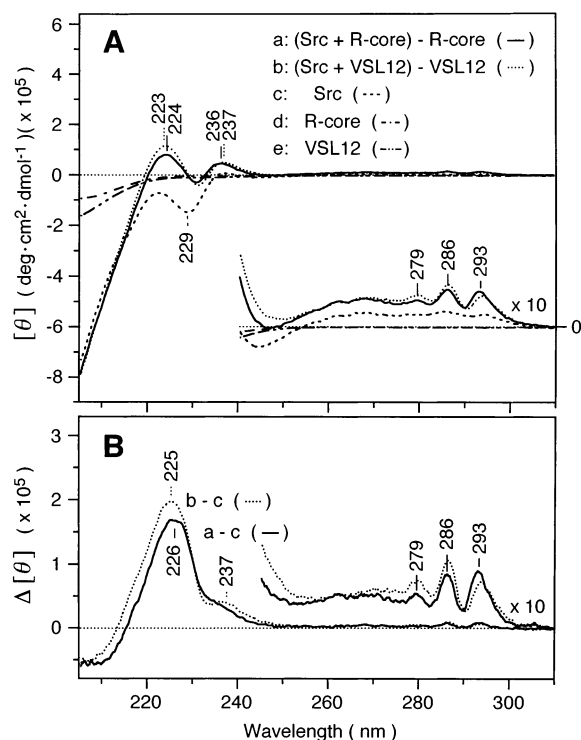 A
a: (Src + R-core) - R-core ( — )
b: (Src + VSL12) - VSL12 ( ······ )
c: Src ( - - - )
d: R-core ( -·- )
e: VSL12 ( -··- )
6
4
2
0
-2
-4
-6
-8
[θ] ( deg·cm²·dmol⁻¹ )( x 10⁵ )
223
224
236
237
229
279
286
293
x 10
0
B
3
2
1
0
Δ [θ] ( x 10⁵ )
225
b - c ( ······ )
a - c ( — )
226
237
279
286
293
x 10
220
240
260
280
300
Wavelength ( nm )